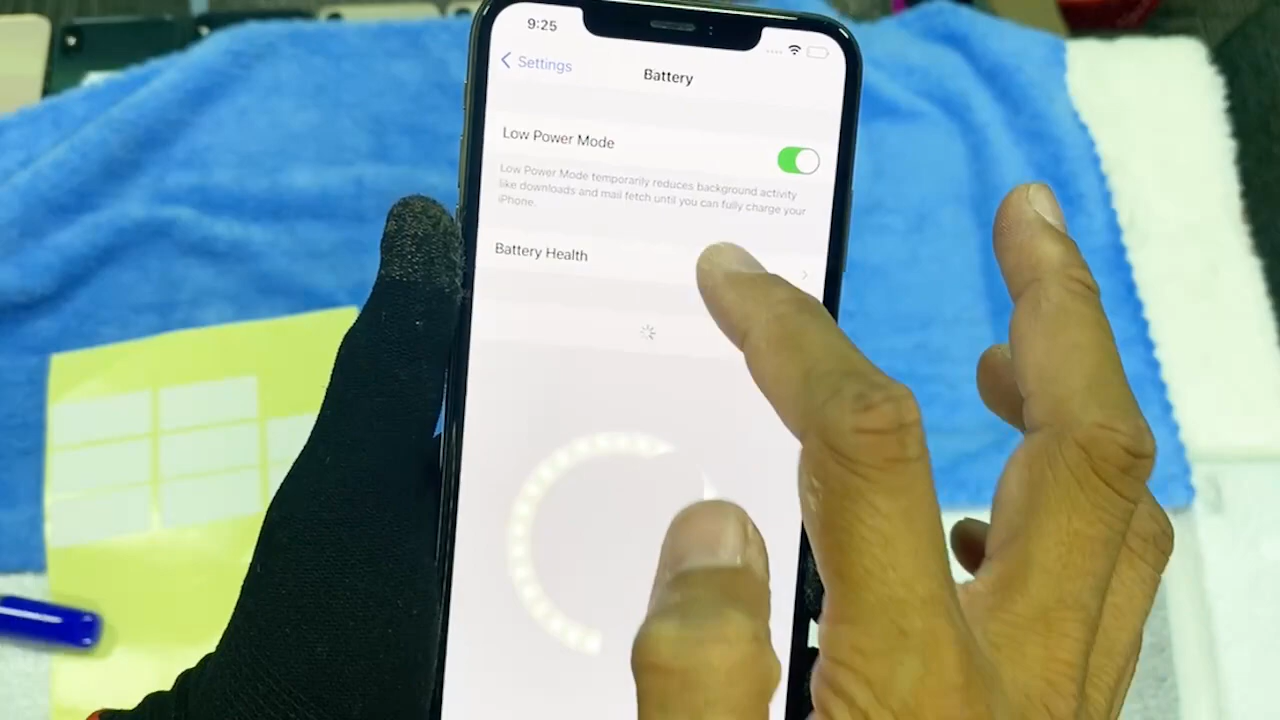 9:25
Settings
Battery
Low Power Mode
Low Power Mode temporarily reduces background activity
like downloads and mail fetch until you can fully charge your
iPhone.
Battery Health